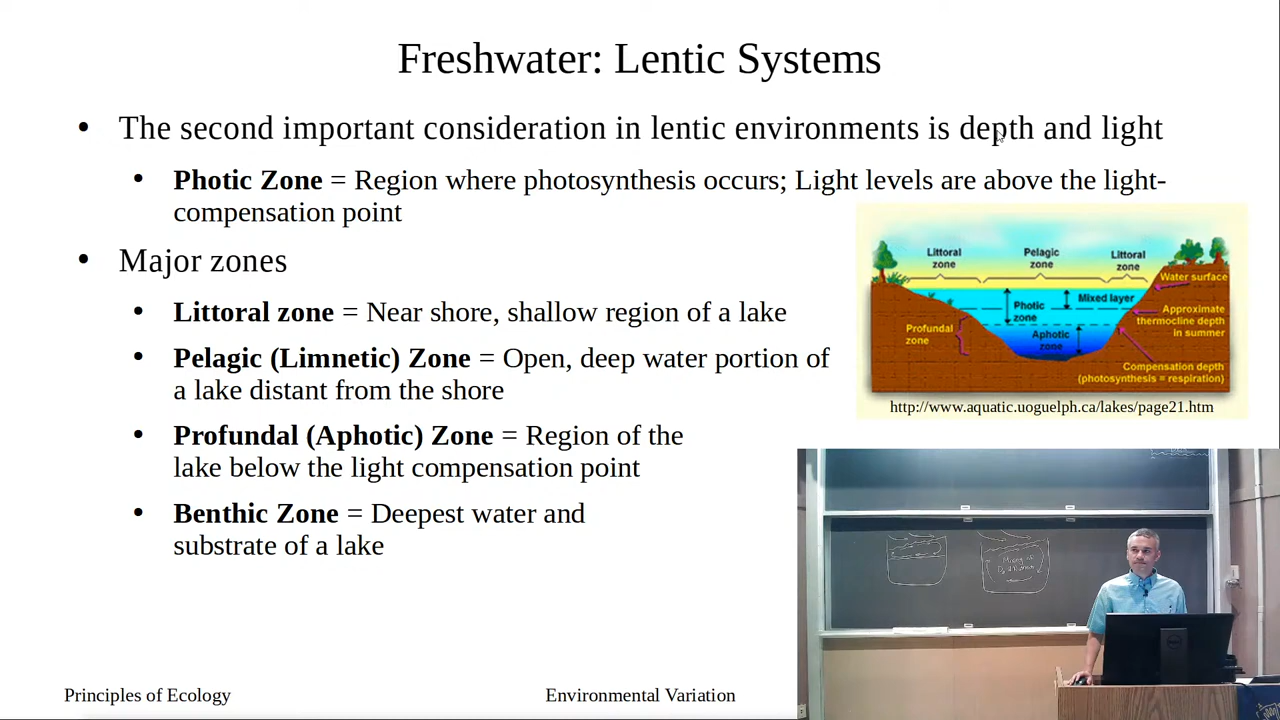 Freshwater: Lentic Systems
• The second important consideration in lentic environments is depth and light
• Photic Zone = Region where photosynthesis occurs; Light levels are above the light-
compensation point
• Major zones
• Littoral zone = Near shore, shallow region of a lake
• Pelagic (Limnetic) Zone = Open, deep water portion of
a lake distant from the shore
• Profundal (Aphotic) Zone = Region of the
lake below the light compensation point
• Benthic Zone = Deepest water and
substrate of a lake
Littoral
zone
Pelagic
zone
Littoral
zone
Water surface
Mixed layer
Photic
zone
Approximate
thermocline depth
in summer
Profundal
zone
Aphotic
zone
Compensation depth
(photosynthesis = respiration)
http://www.aquatic.uoguelph.ca/lakes/page21.htm
Mixing of
Principles of Ecology
Environmental Variation